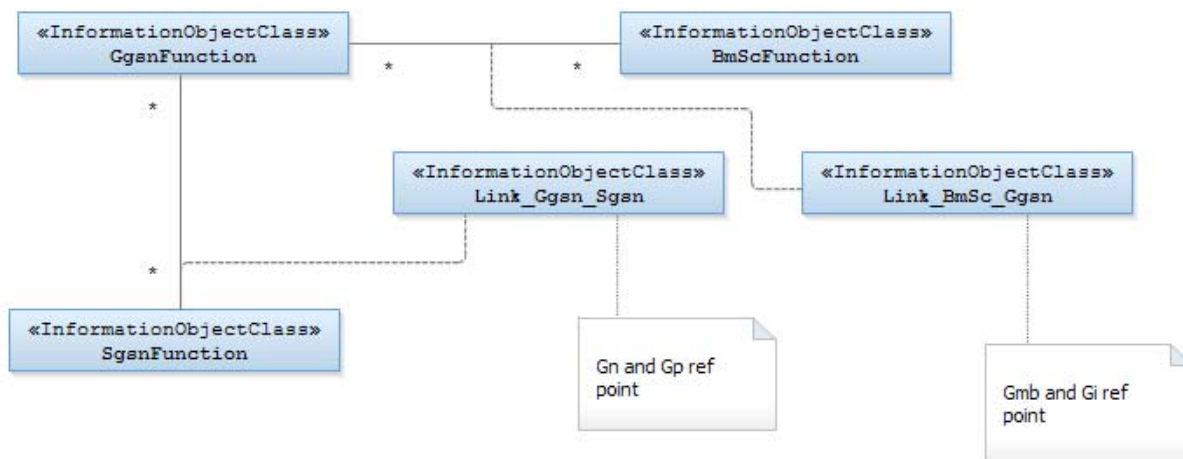 «InformationObjectClass»
GgsnFunction
«InformationObjectClass»
BmScFunction
*
*
*
«InformationObjectClass»
Link_Ggsn_Sgsn
«InformationObjectClass»
Link_BmSc_Ggsn
*
«InformationObjectClass»
SgsnFunction
Gn and Gp ref
point
Gmb and Gi ref
point